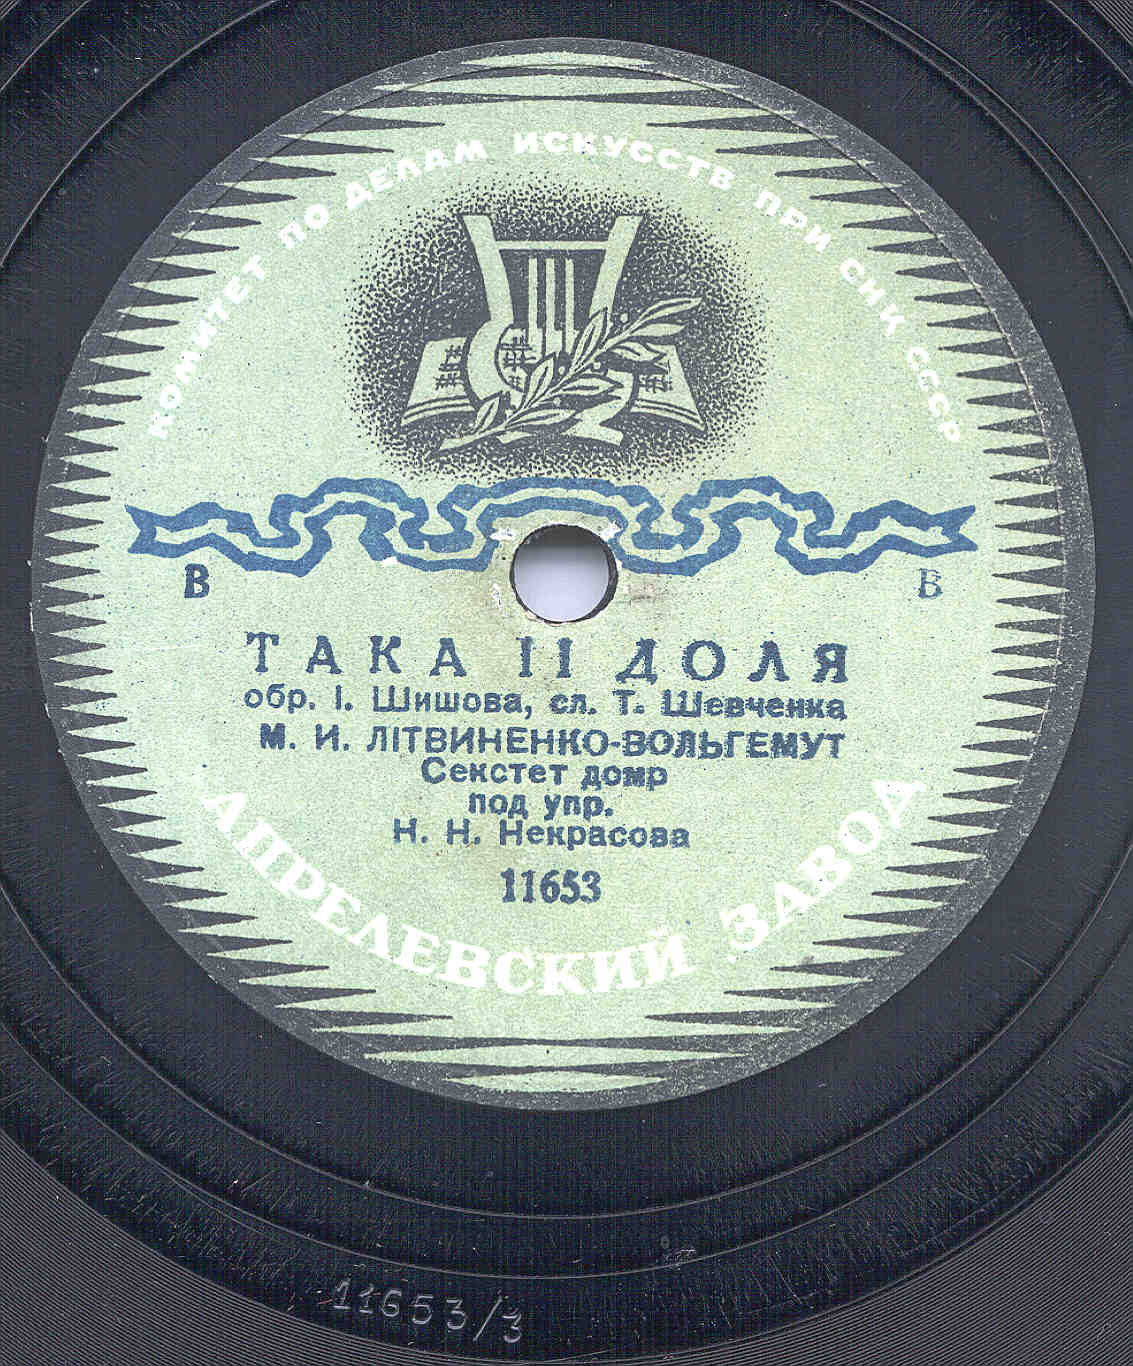 КОМИТЕТ ПО ДЕЛАМ ИСКУССТВ ПРИ СНК СССР
В В
ТАКА ІІ ДОЛЯ
обр. І. Шишова, сл. Т. Шевченка
М. И. ЛІТВИНЕНКО-ВОЛЬГЕМУТ
Секстет домр
под упр.
Н. Н. Некрасова
11653
АПРЕЛЕВСКИЙ ЗАВОД
11653/3